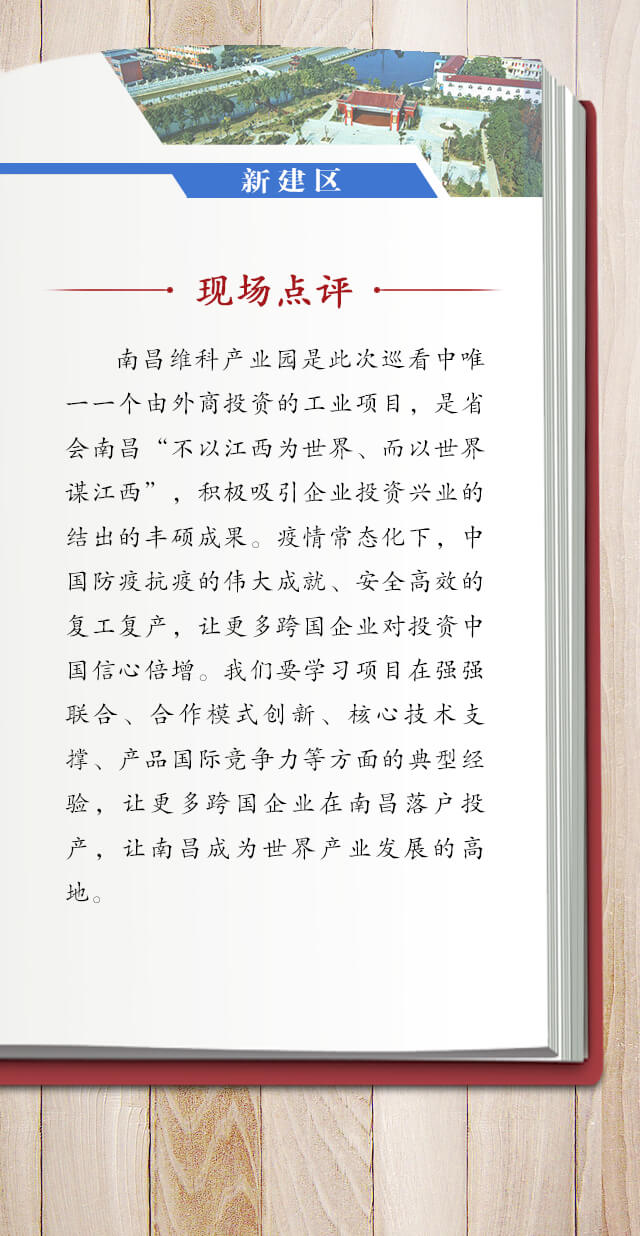 新建区
现场点评
南昌维科产业园是此次巡看中唯
一一个由外商投资的工业项目，是省
会南昌“不以江西为世界、而以世界
谋江西”，积极吸引企业投资兴业的
结出的丰硕成果。疫情常态化下，中
国防疫抗疫的伟大成就、安全高效的
复工复产，让更多跨国企业对投资中
国信心倍增。我们要学习项目在强强
联合、合作模式创新、核心技术支
撑、产品国际竞争力等方面的典型经
验，让更多跨国企业在南昌落户投
产，让南昌成为世界产业发展的高
地。